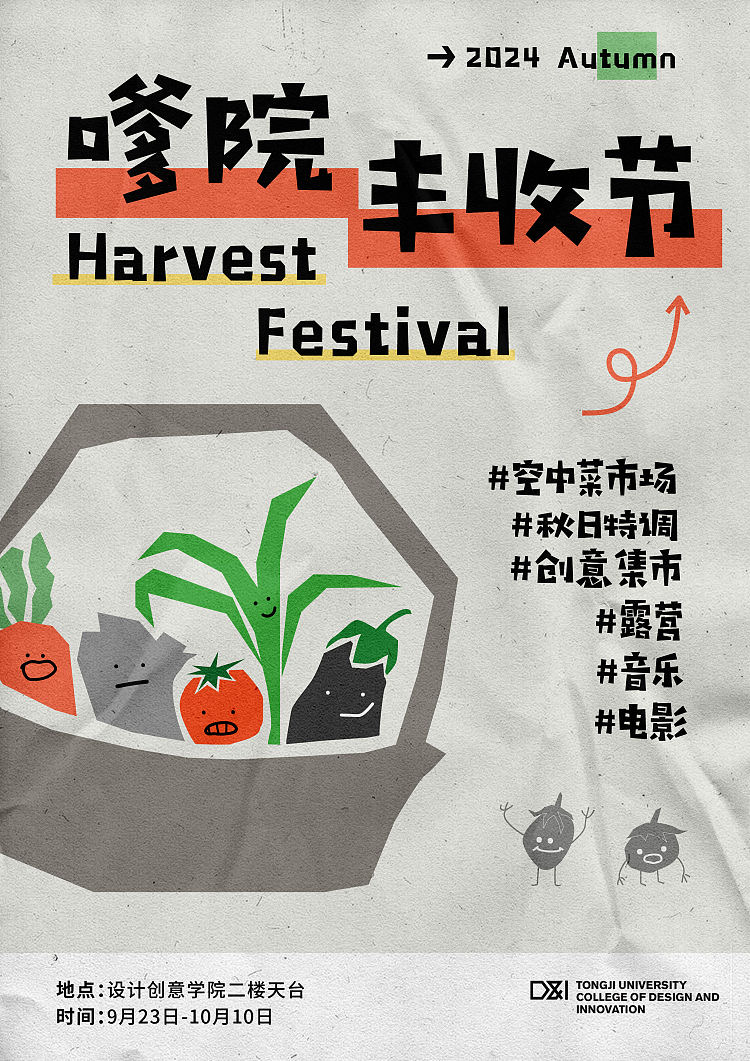 → 2024 Autumn
嗲院
丰收节
Harvest
Festival
#空中菜市场
#秋日特调
#创意集市
#露营
#音乐
#电影
地点：设计创意学院二楼天台
时间：9月23日-10月10日
D&I
TONGJI UNIVERSITY
COLLEGE OF DESIGN AND
INNOVATION